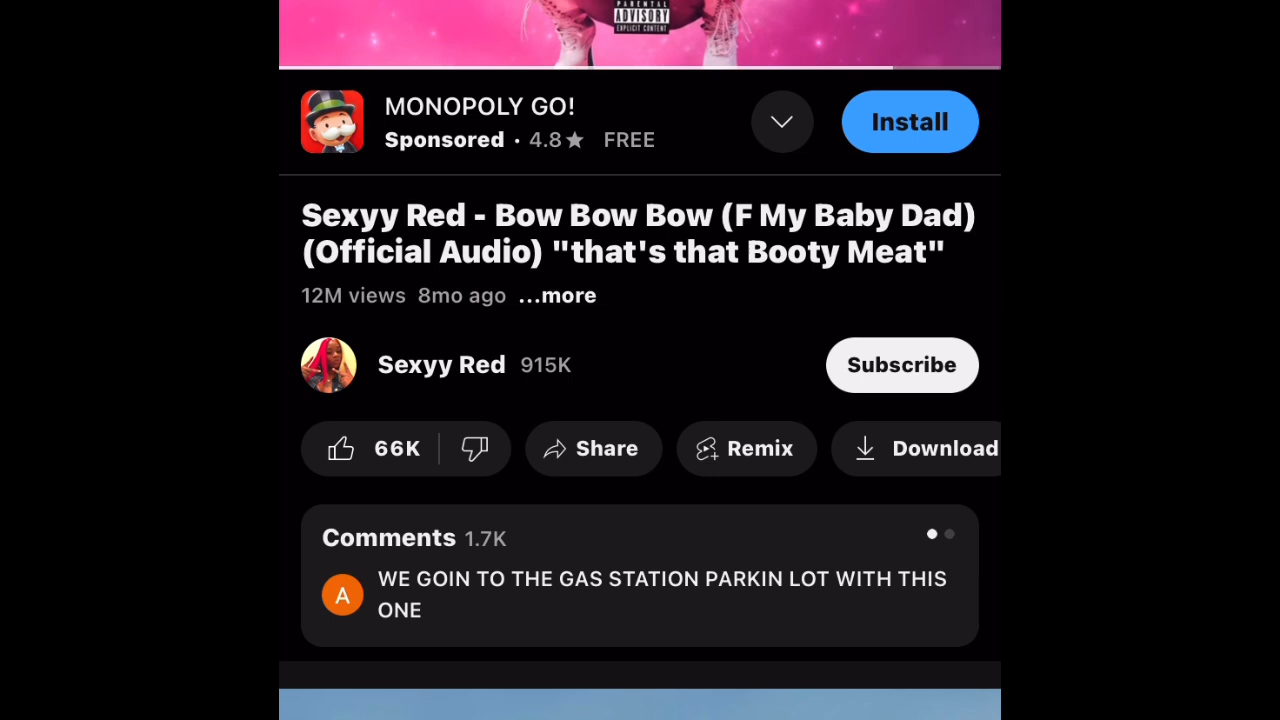 PARENTAL
ADVISORY
EXPLICIT CONTENT
MONOPOLY GO!
Sponsored · 4.8★ FREE
Install
Sexyy Red - Bow Bow Bow (F My Baby Dad)
(Official Audio) "that's that Booty Meat"
12M views 8mo ago ...more
Sexyy Red 915K
Subscribe
66K
Share
Remix
Download
Comments 1.7K
A
WE GOIN TO THE GAS STATION PARKIN LOT WITH THIS
ONE